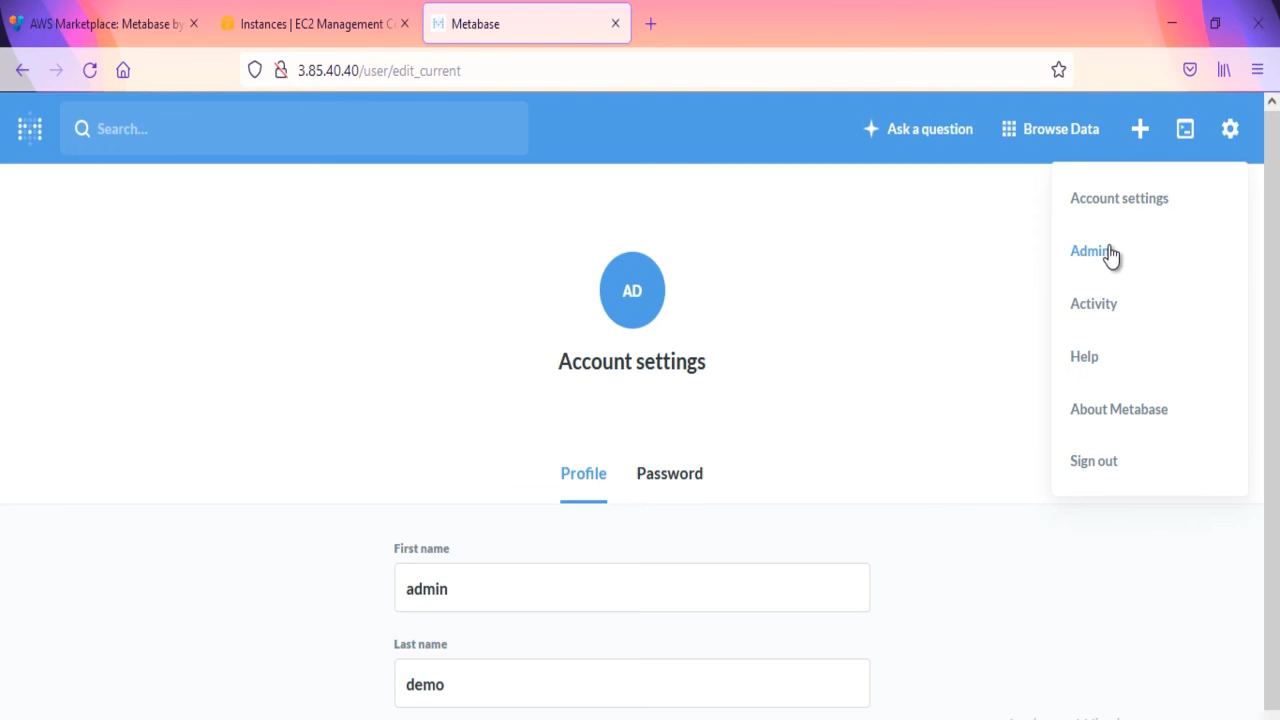 AWS Marketplace: Metabase by
Instances | EC2 Management C
Metabase
3.85.40.40/user/edit_current
Search...
Ask a question
Browse Data
Account settings
Admin
Activity
Help
About Metabase
Sign out
AD
Account settings
Profile Password
First name
admin
Last name
demo